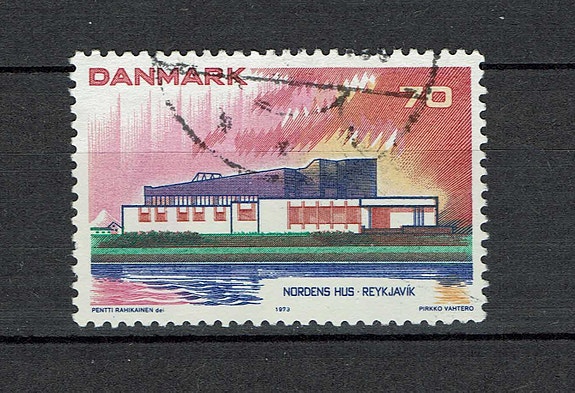 DANMARK 70
NORDENS HUS · REYKJAVÍK
PENTTI RAHIKAINEN del 1973 PIRKKO VAHTERO